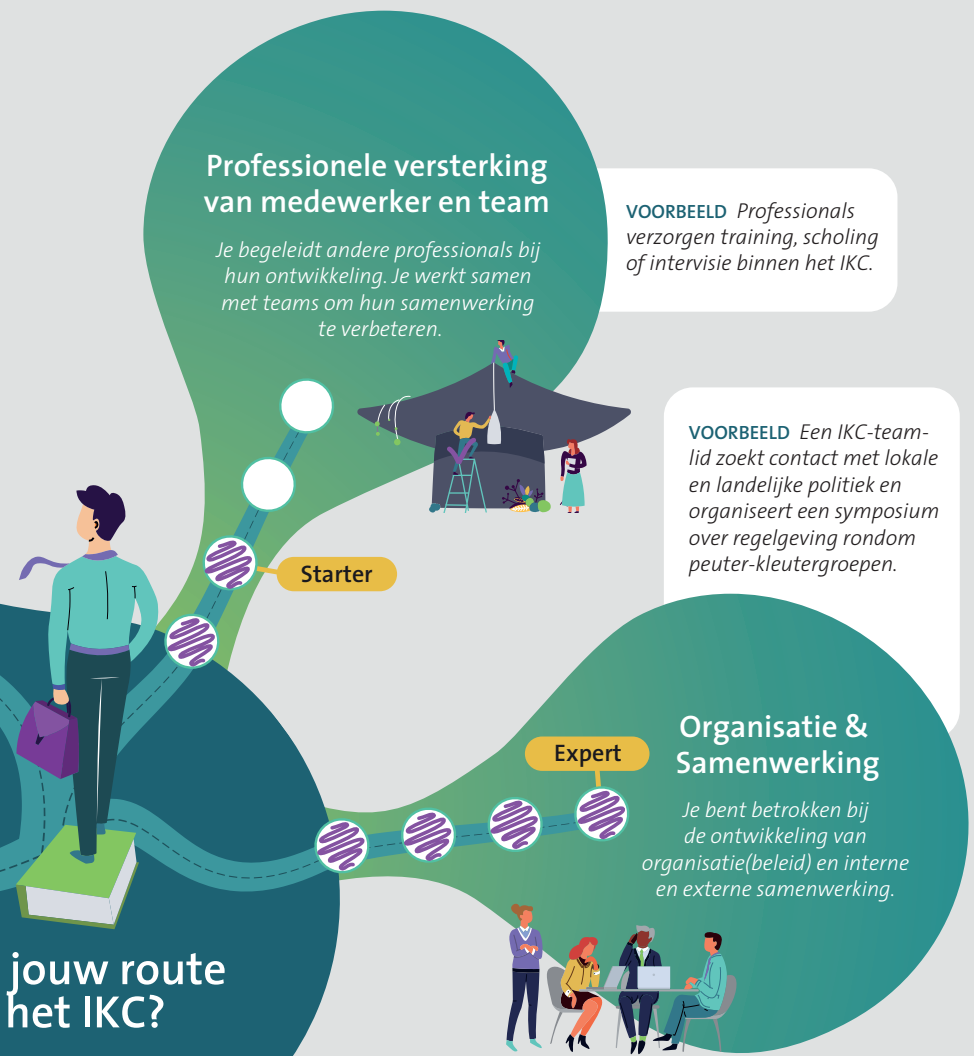 Professionele versterking
van medewerker en team
Je begeleidt andere professionals bij
hun ontwikkeling. Je werkt samen
met teams om hun samenwerking
te verbeteren.
VOORBEELD Professionals
verzorgen training, scholing
of intervisie binnen het IKC.
VOORBEELD Een IKC-team-
lid zoekt contact met lokale
en landelijke politiek en
organiseert een symposium
over regelgeving rondom
peuter-kleutergroepen.
Starter
Expert
Organisatie &
Samenwerking
Je bent betrokken bij
de ontwikkeling van
organisatie(beleid) en interne
en externe samenwerking.
jouw route
het IKC?